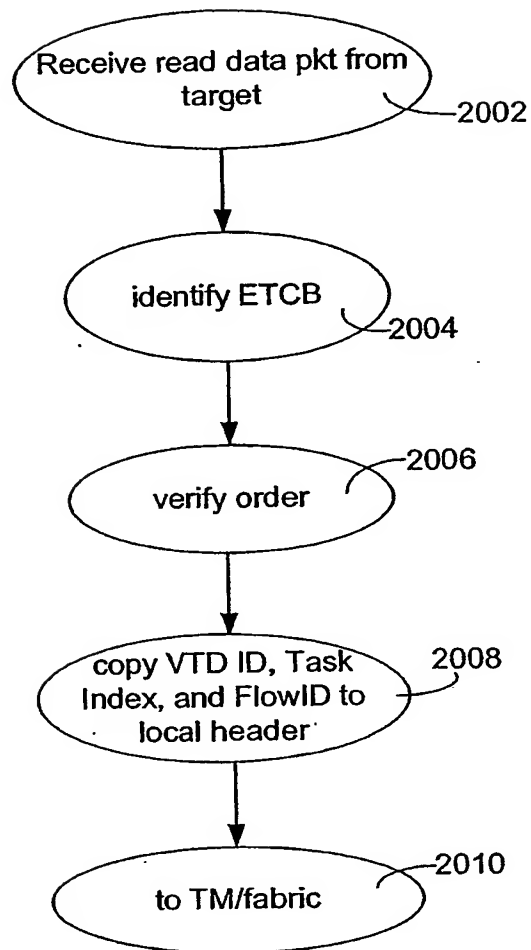 Receive read data pkt from
target
2002
identify ETCB
2004
2006
verify order
copy VTD ID, Task
Index, and FlowID to
local header
2008
to TM/fabric
2010